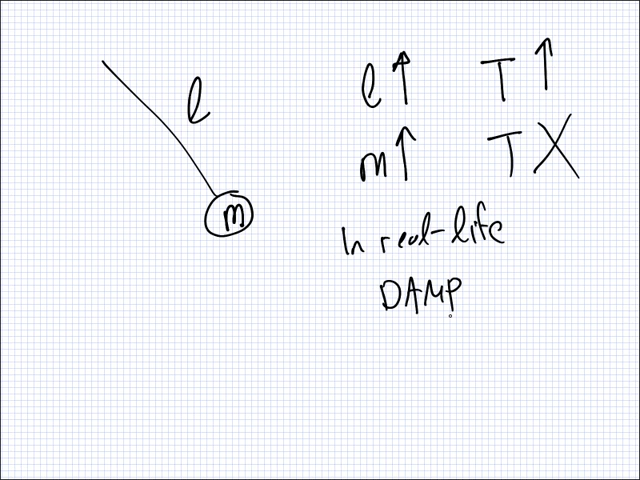 l
m
l↑ T↑
m↑ T X
In real-life
DAMP